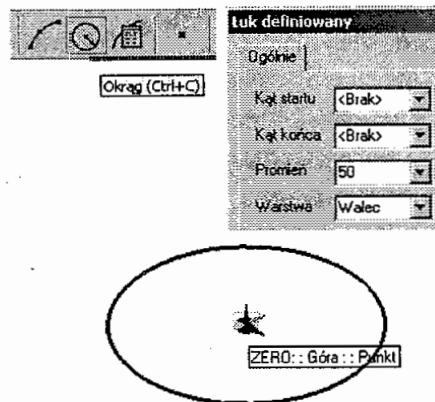 Okrąg (Ctrl+C)
Łuk definiowany
Ogólnie
Kąt startu <Brak>
Kąt końca <Brak>
Promień 50
Warstwa Walec
ZERO:: Góra:: Punkt